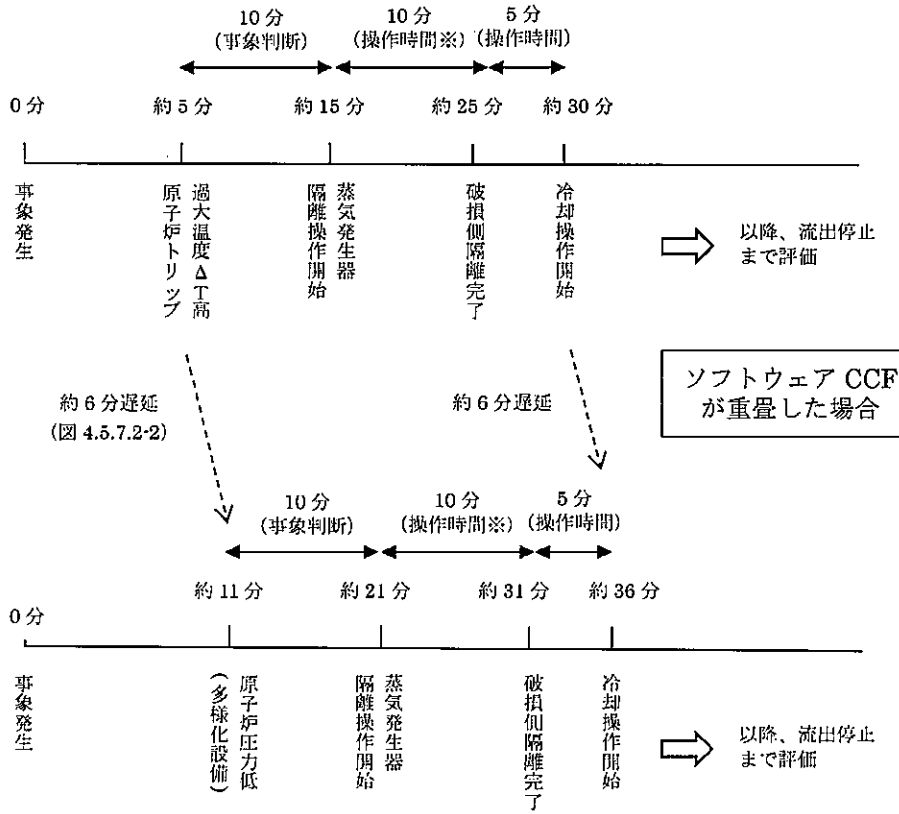 10分
(事象判断)
10分
(操作時間※)
5分
(操作時間)
0分
約5分
約15分
約25分
約30分
事象発生
過大温度ΔT高
原子炉トリップ
蒸気発生器
隔離操作開始
破損側隔離完了
冷却操作開始
以降、流出停止
まで評価
約6分遅延
(図 4.5.7.2-2)
約6分遅延
ソフトウェア CCF
が重畳した場合
10分
(事象判断)
10分
(操作時間※)
5分
(操作時間)
0分
約11分
約21分
約31分
約36分
事象発生
原子炉圧力低
(多様化設備)
蒸気発生器
隔離操作開始
破損側隔離完了
冷却操作開始
以降、流出停止
まで評価